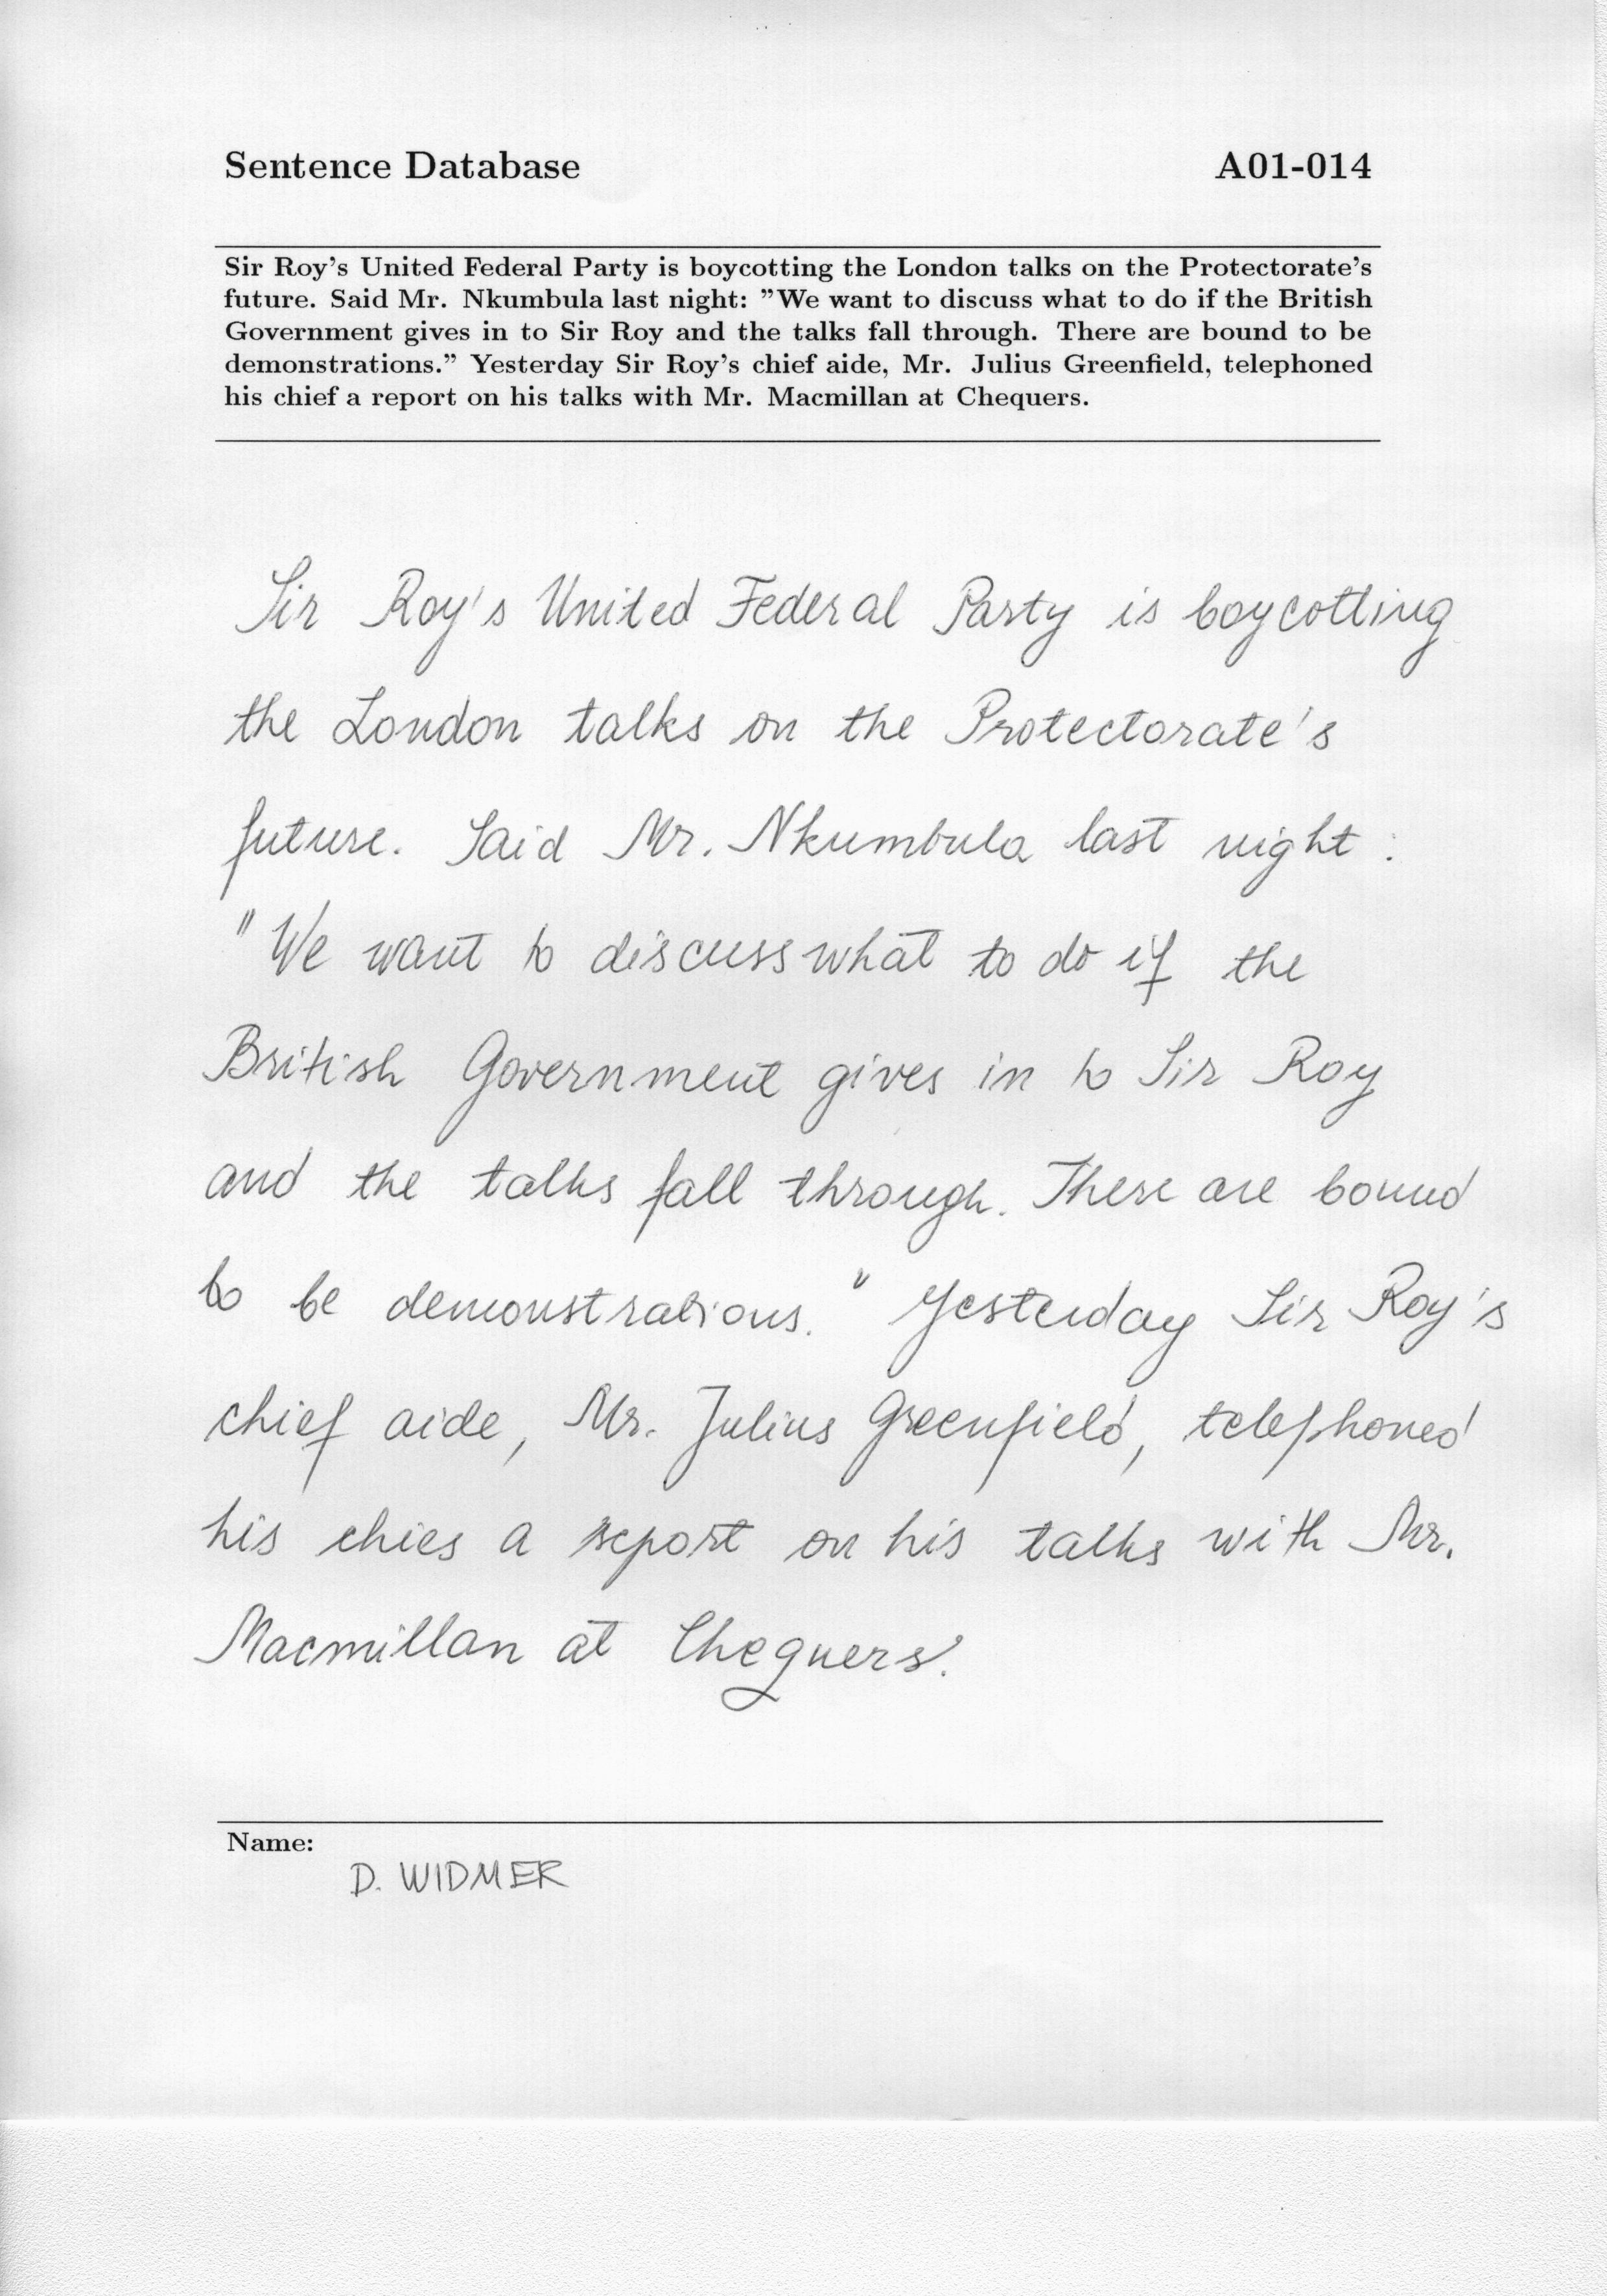 Sentence Database A01-014
Sir Roy's United Federal Party is boycotting the London talks on the Protectorate's
future. Said Mr. Nkumbula last night: "We want to discuss what to do if the British
Government gives in to Sir Roy and the talks fall through. There are bound to be
demonstrations." Yesterday Sir Roy's chief aide, Mr. Julius Greenfield, telephoned
his chief a report on his talks with Mr. Macmillan at Chequers.
Sir Roy's United Federal Party is boycotting
the London talks on the Protectorate's
future. Said Mr. Nkumbula last night :
"We want to discuss what to do if the
British Government gives in to Sir Roy
and the talks fall through. There are bound
to be demonstrations." Yesterday Sir Roy's
chief aide, Mr. Julius Greenfield, telephoned
his chies a report on his talks with Mr.
Macmillan at Chequers.
Name:
D. WIDMER